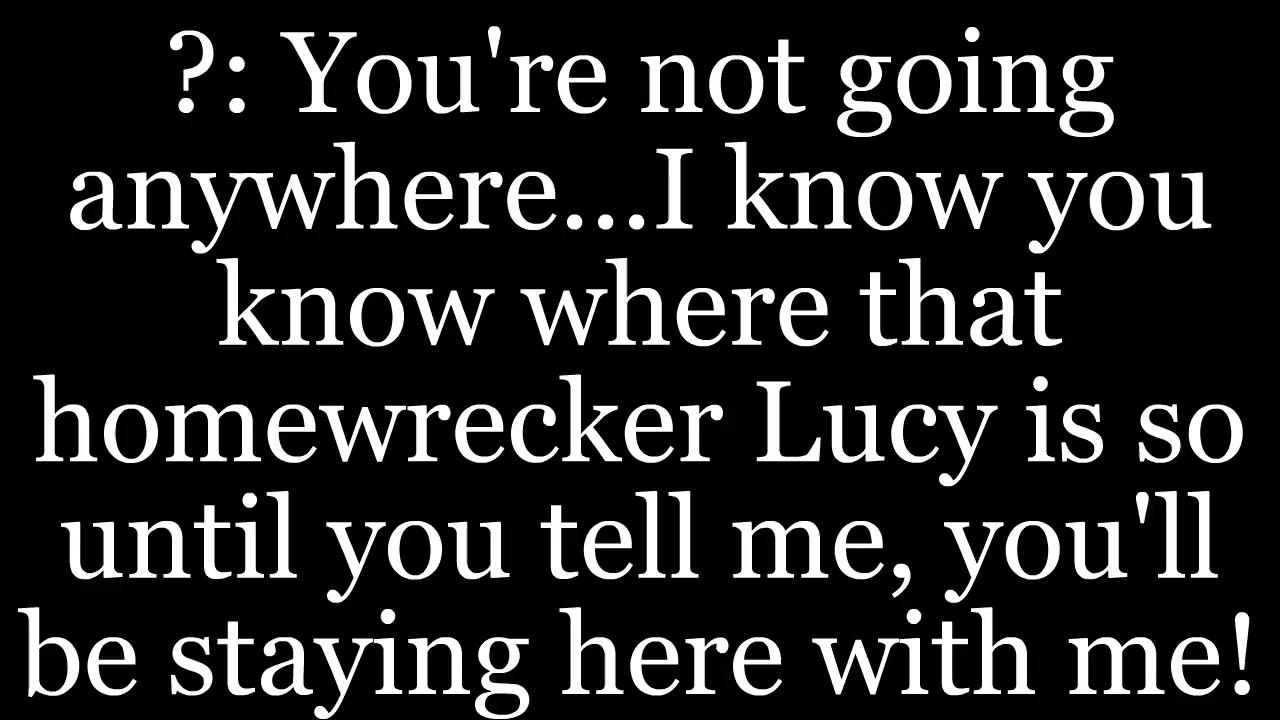 ?: You're not going
anywhere...I know you
know where that
homewrecker Lucy is so
until you tell me, you'll
be staying here with me!